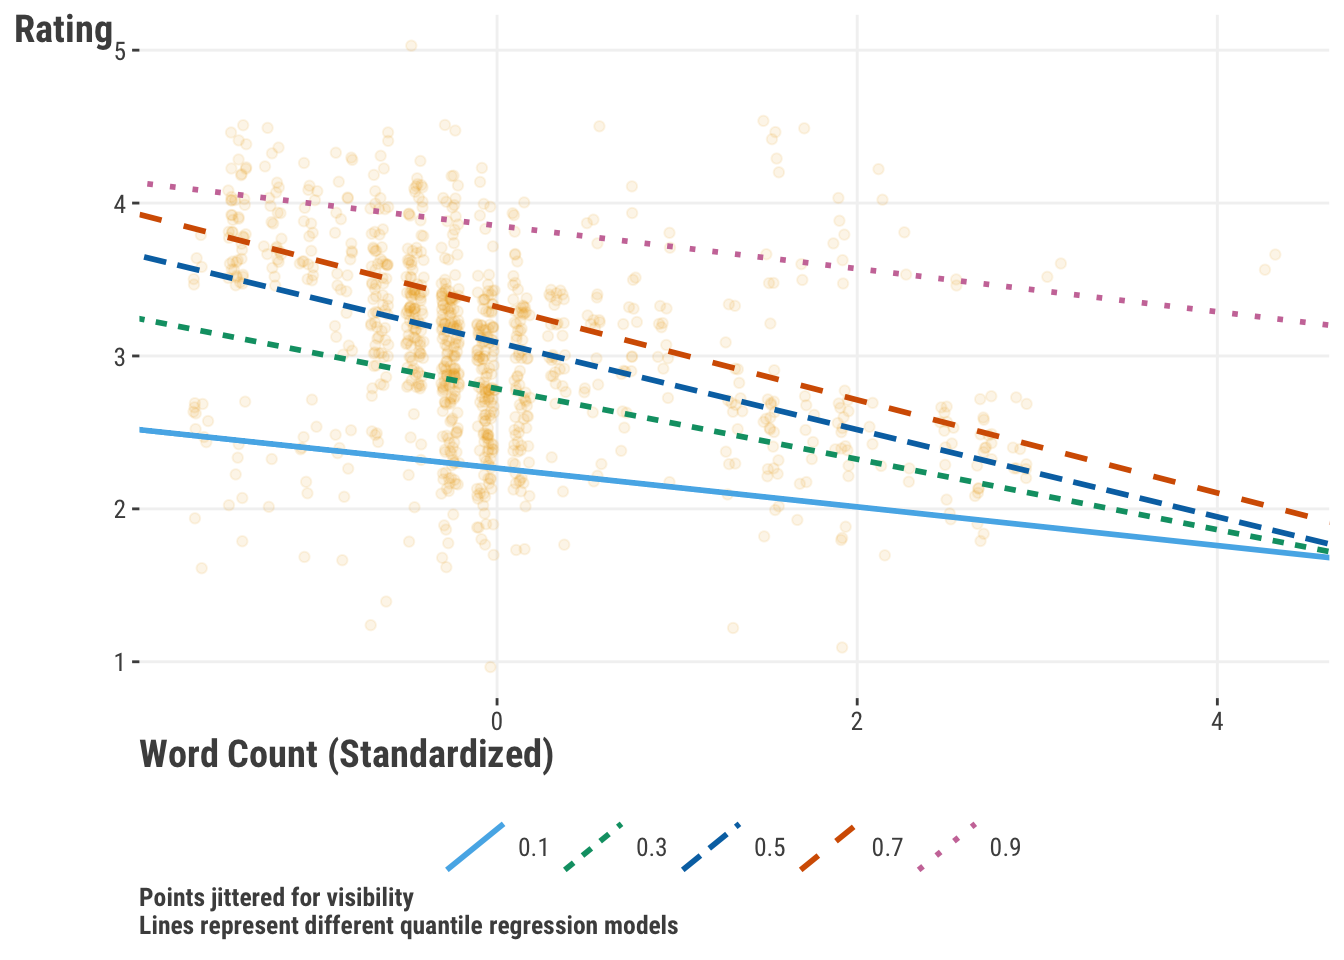 Rating
5
4
3
2
1
0 2 4
Word Count (Standardized)
0.1 0.3 0.5 0.7 0.9
Points jittered for visibility
Lines represent different quantile regression models